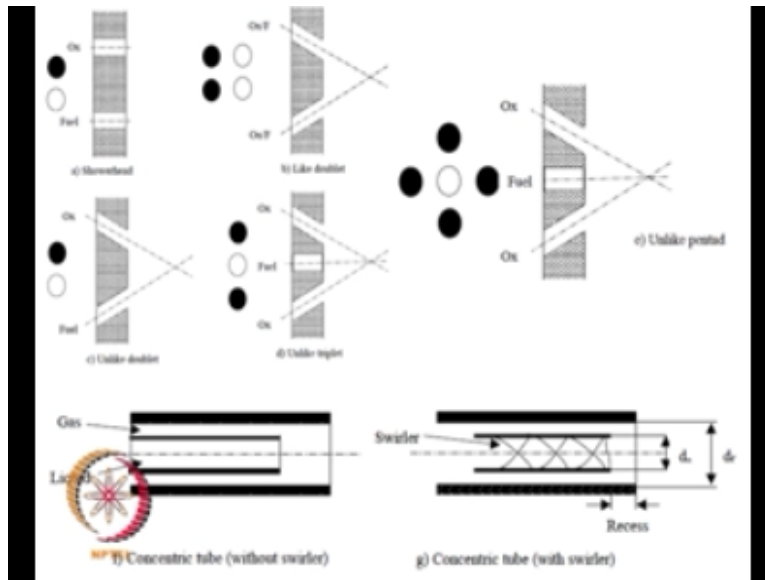 Ox
Fuel
a) Showerhead
Ox/F
Ox/F
b) Like doublet
Ox
Fuel
c) Unlike doublet
Ox
Fuel
Ox
d) Unlike triplet
Ox
Fuel
Ox
e) Unlike pentad
Gas
NPTEL
f) Concentric tube (without swirler)
Swirler
Recess
g) Concentric tube (with swirler)